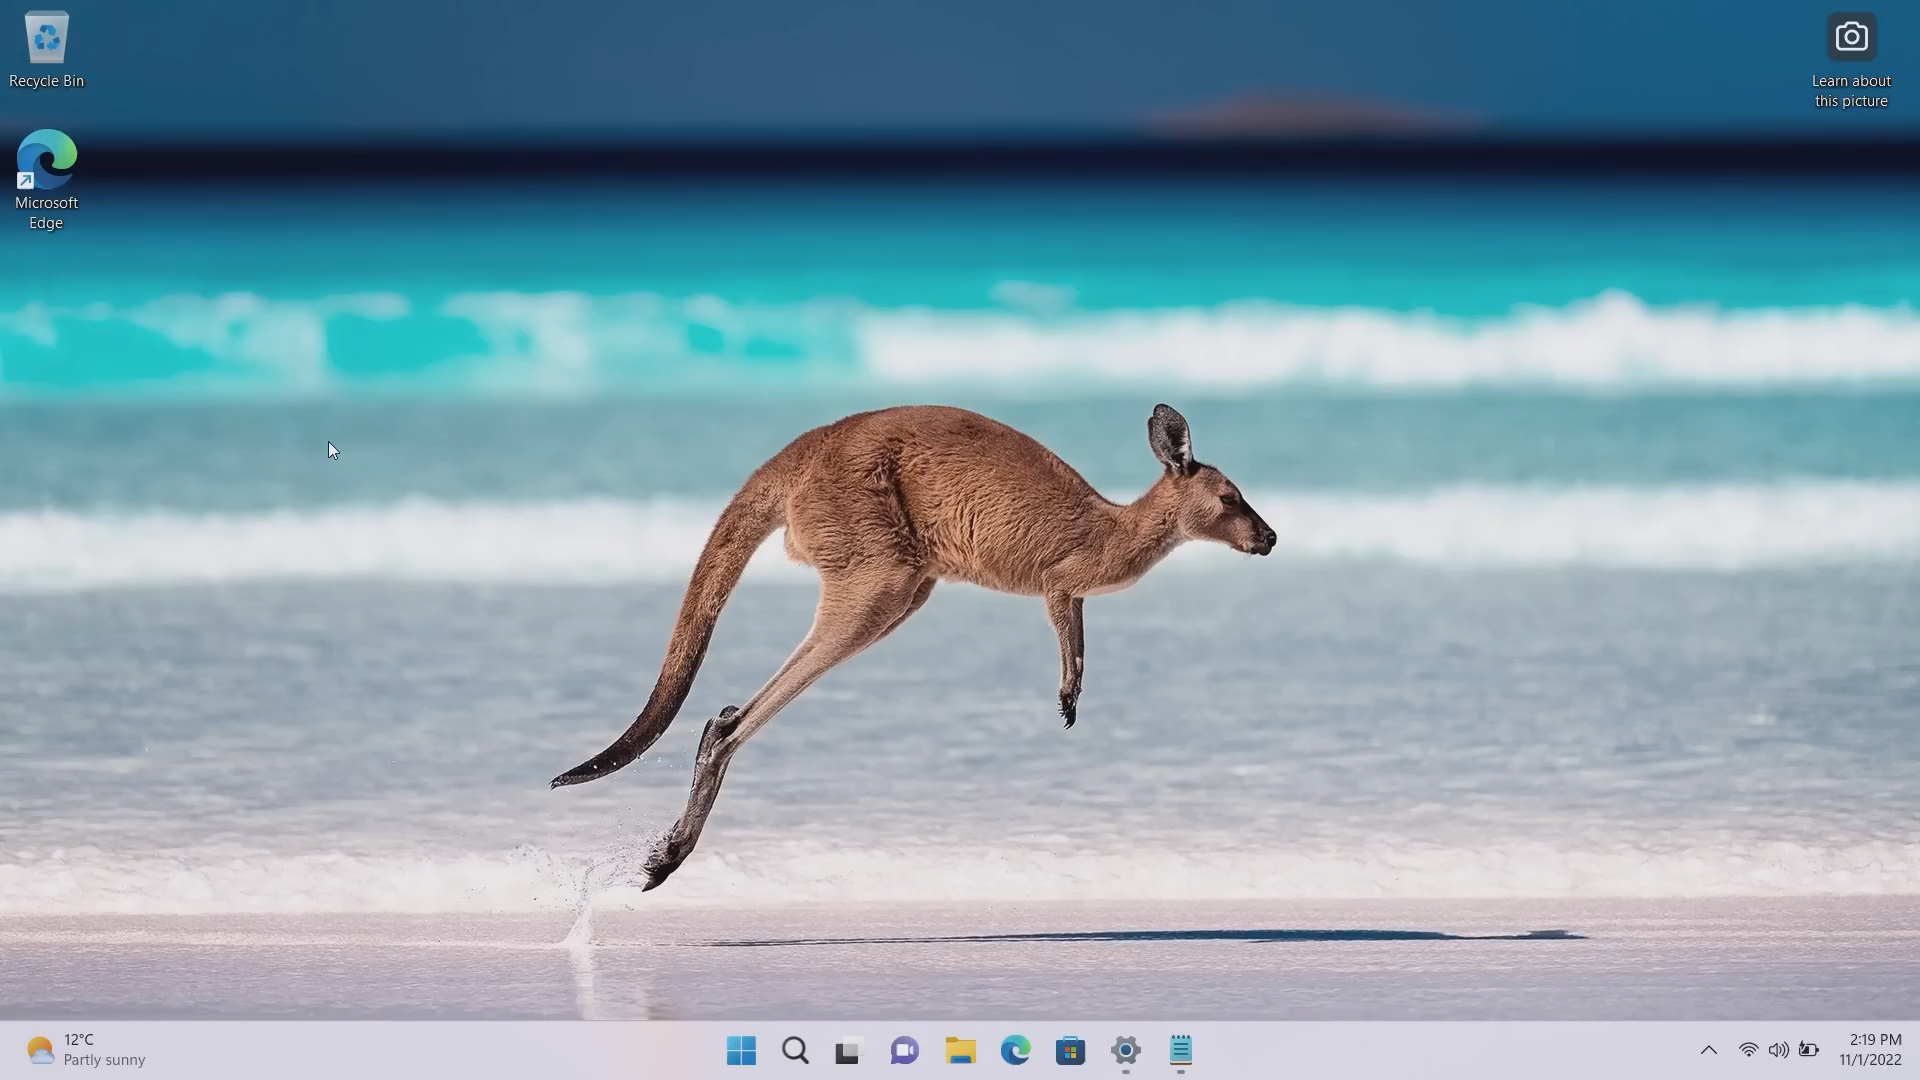 Recycle Bin
Microsoft
Edge
Learn about
this picture
12°C
Partly sunny
2:19 PM
11/1/2022